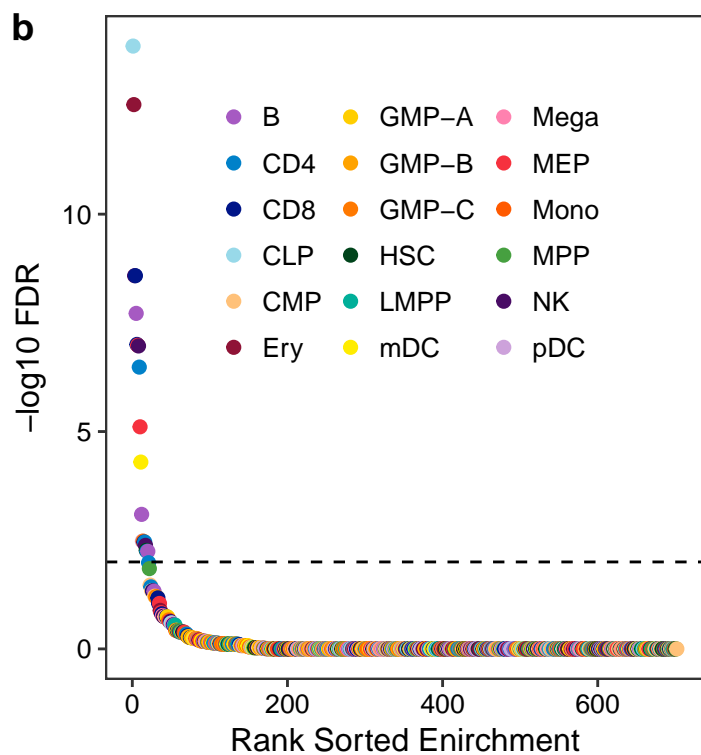 b
B
GMP−A
Mega
CD4
GMP−B
MEP
CD8
GMP−C
Mono
CLP
HSC
MPP
CMP
LMPP
NK
Ery
mDC
pDC
−log10 FDR
10
5
0
0
200
400
600
Rank Sorted Enirchment